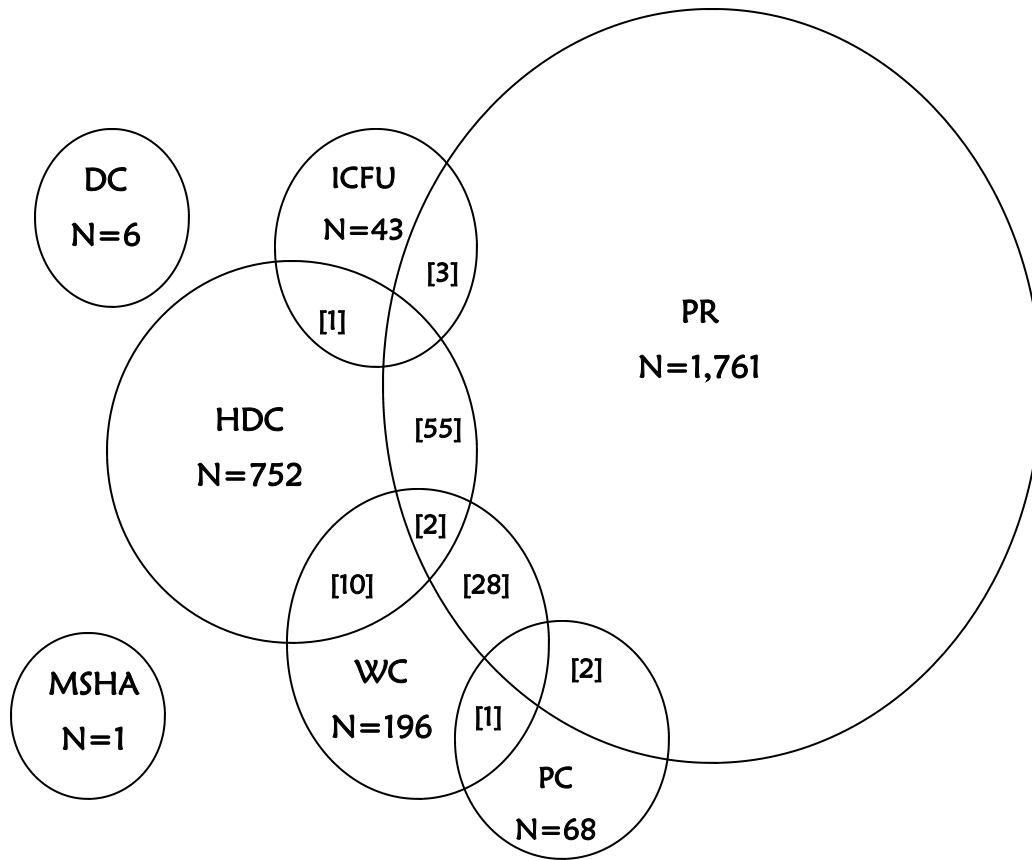 DC
N=6
ICFU
N=43
[3]
[1]
PR
N=1,761
HDC
N=752
[55]
[2]
[10]
[28]
MSHA
N=1
WC
N=196
[2]
[1]
PC
N=68